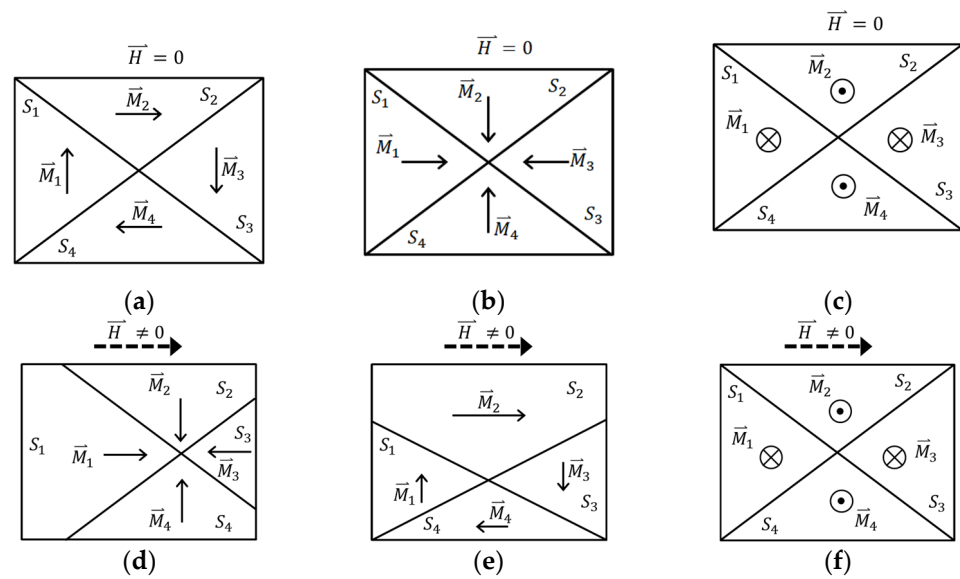 H = 0
S1
M2
S2
M1
M3
M4
S4
S3
(a)
H = 0
S1
M2
S2
M1
M3
M4
S4
S3
(b)
H = 0
S1
M2
S2
M1
M3
S4
M4
S3
(c)
H ≠ 0
M2
S2
S1
M1
S3
M3
M4
S4
(d)
H ≠ 0
M2
S2
S1
M1
M3
S4
M4
S3
(e)
H ≠ 0
S1
M2
S2
M1
M3
S4
M4
S3
(f)